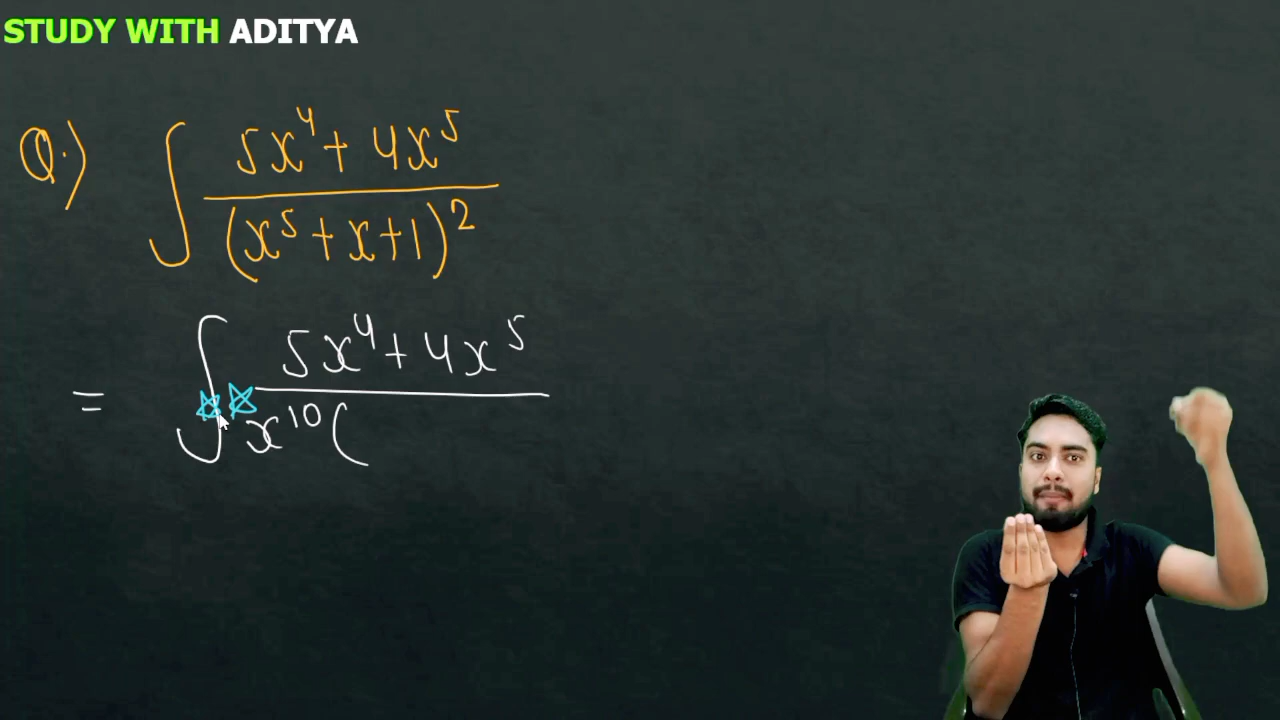 STUDY WITH ADITYA
Q.) ∫ 5x⁴ + 4x⁵
(x⁵ + x + 1)²
= ∫ 5x⁴ + 4x⁵
x¹⁰ (